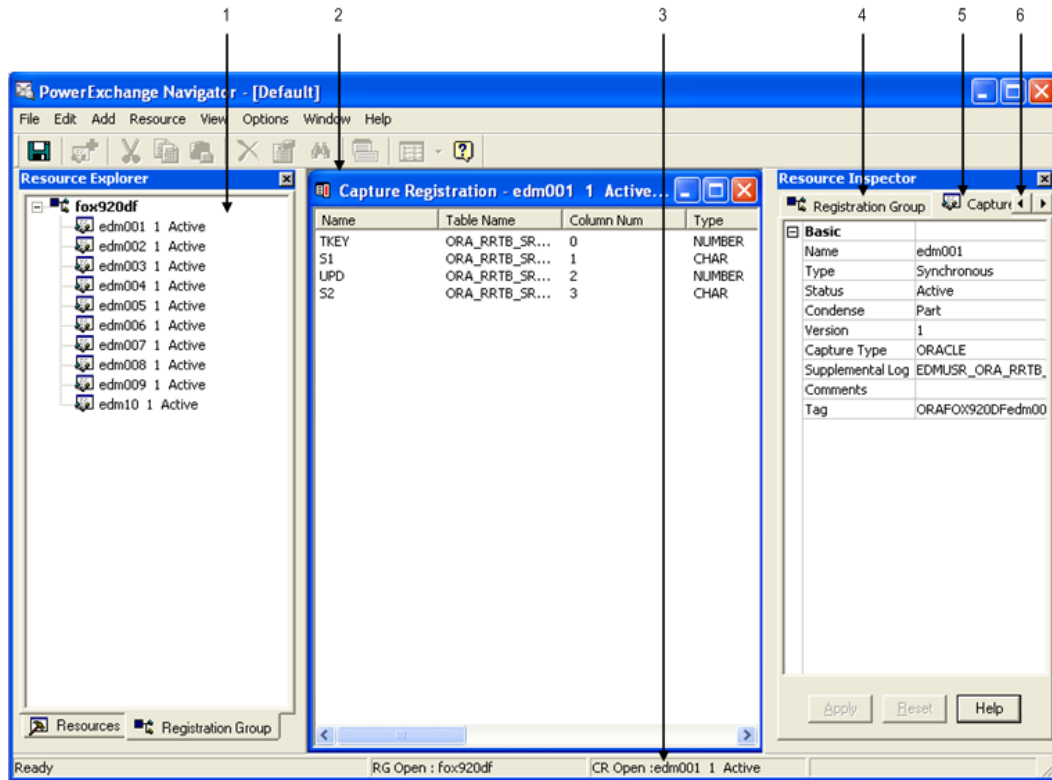 1 2 3 4 5 6
PowerExchange Navigator - [Default]
File Edit Add Resource View Options Window Help
Resource Explorer
fox920df
edm001 1 Active
edm002 1 Active
edm003 1 Active
edm004 1 Active
edm005 1 Active
edm006 1 Active
edm007 1 Active
edm008 1 Active
edm009 1 Active
edm10 1 Active
Resources Registration Group
Capture Registration - edm001 1 Active...
Name Table Name Column Num Type
TKEY ORA_RRTB_SR... 0 NUMBER
S1 ORA_RRTB_SR... 1 CHAR
UPD ORA_RRTB_SR... 2 NUMBER
S2 ORA_RRTB_SR... 3 CHAR
Resource Inspector
Registration Group Capture
Basic
Name edm001
Type Synchronous
Status Active
Condense Part
Version 1
Capture Type ORACLE
Supplemental Log EDMUSR_ORA_RRTB_
Comments
Tag ORAFOX920DFedm00
Apply Reset Help
Ready RG Open : fox920df CR Open :edm001 1 Active